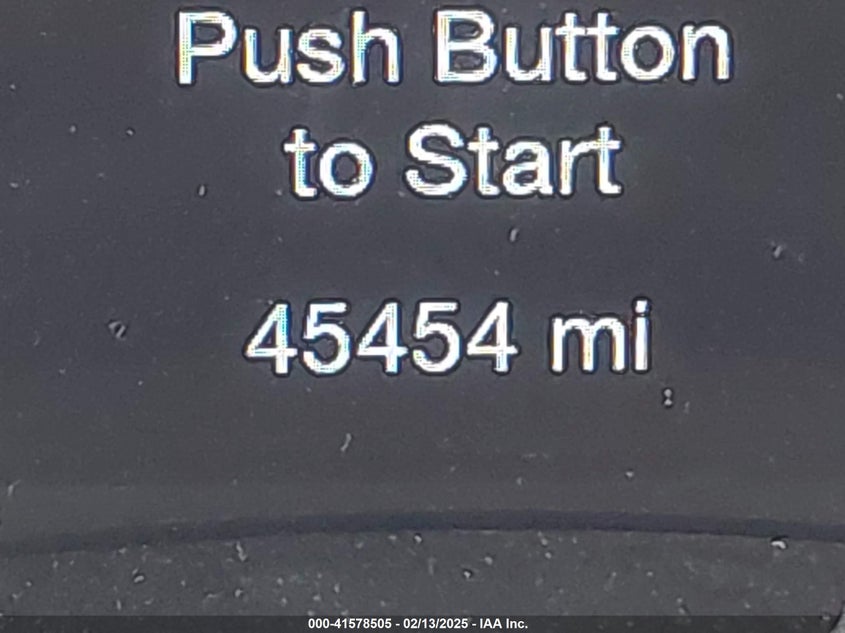 Push Button
to Start
45454 mi
000-41578505 - 02/13/2025 - IAA Inc.